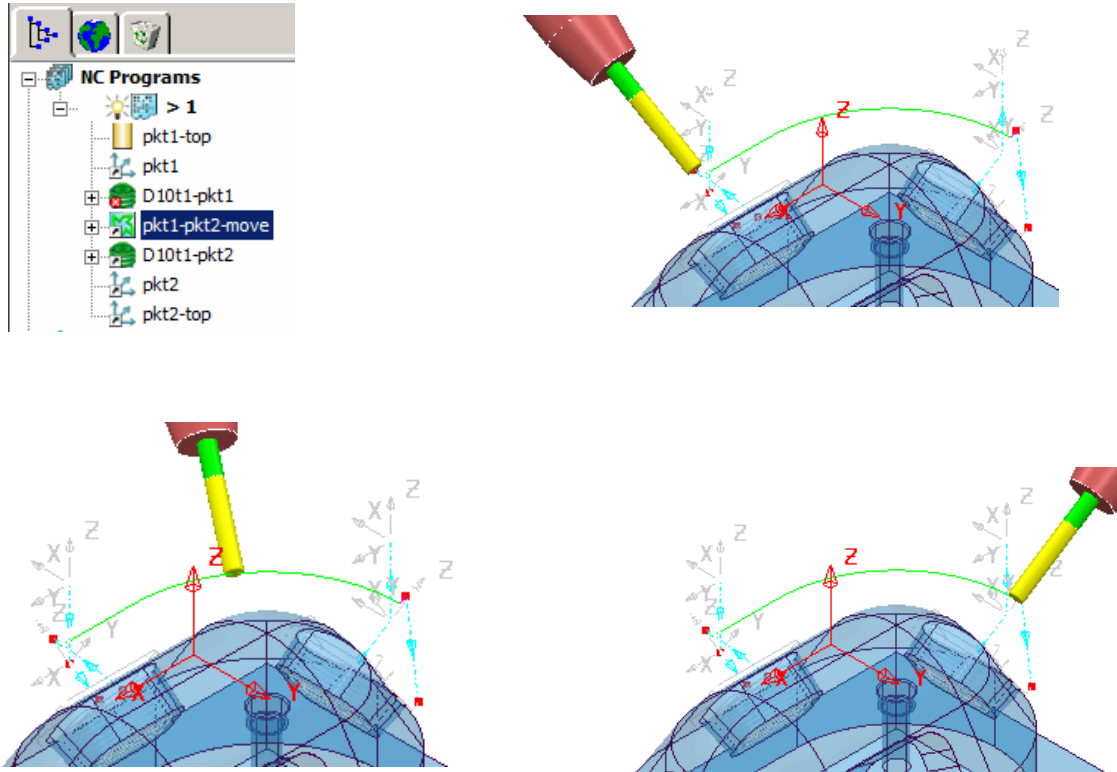 NC Programs
> 1
pkt1-top
pkt1
D10t1-pkt1
pkt1-pkt2-move
D10t1-pkt2
pkt2
pkt2-top
Z
X
Z
Y
Z
X
Y
Y
X
X
Y
Z
X
Z
Z
X
Y
Z
Y
Z
X
Y
X
X
Y
Z
X
Z
Y
Z
X
Y
Z
Y
X
X
Y